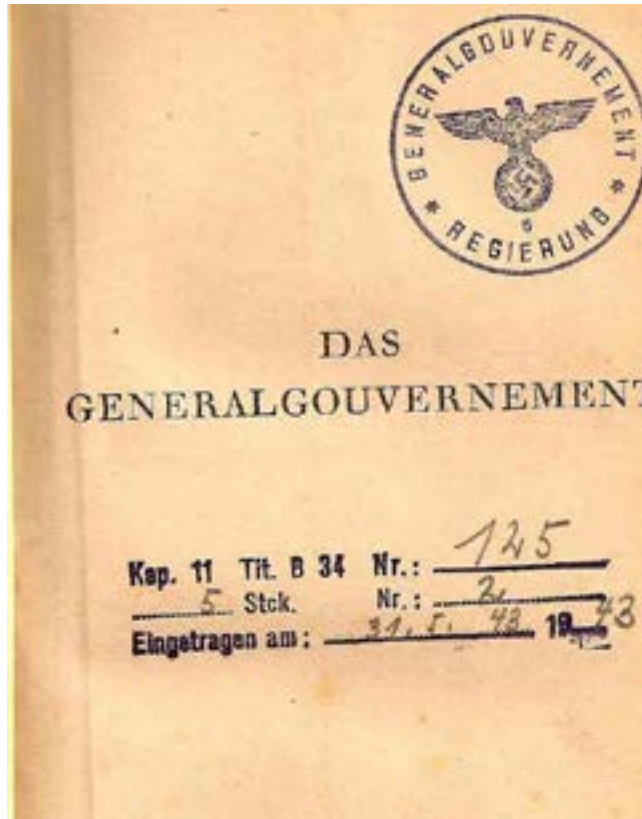 GENERALGOUVERNEMENT
* REGIERUNG *
6
DAS
GENERALGOUVERNEMENT
Kap. 11 Tit. B 34 Nr.: 125
5 Stck. Nr.: 2
Eingetragen am: 31. 5. 43 1943